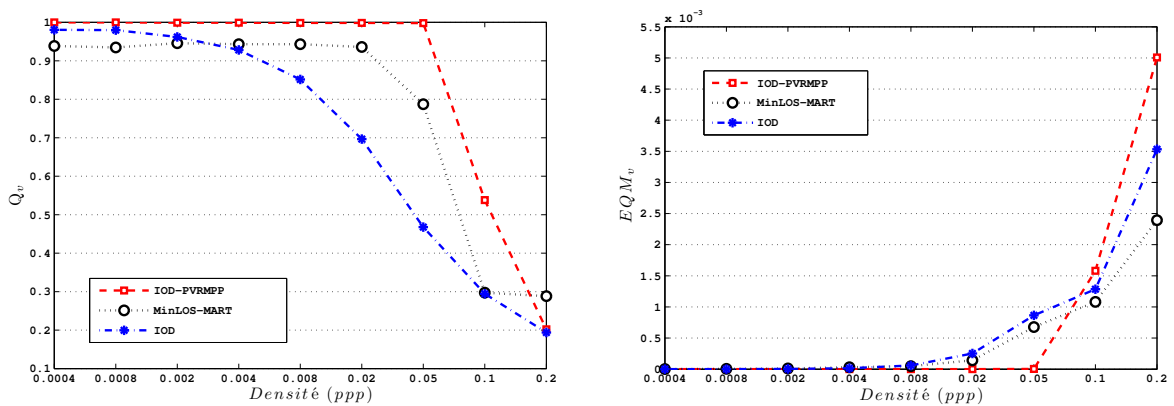 1
0.9
0.8
0.7
0.6
0.5
0.4
0.3
0.2
0.1
Q_v
IOD-PVRMPP
MinLOS-MART
IOD
0.0004 0.0008 0.002 0.004 0.008 0.02 0.05 0.1 0.2
Densité (ppp)
x 10^-3
5.5
5
4.5
4
3.5
3
2.5
2
1.5
1
0.5
0
EQM_v
IOD-PVRMPP
MinLOS-MART
IOD
0.0004 0.0008 0.002 0.004 0.008 0.02 0.05 0.1 0.2
Densité (ppp)